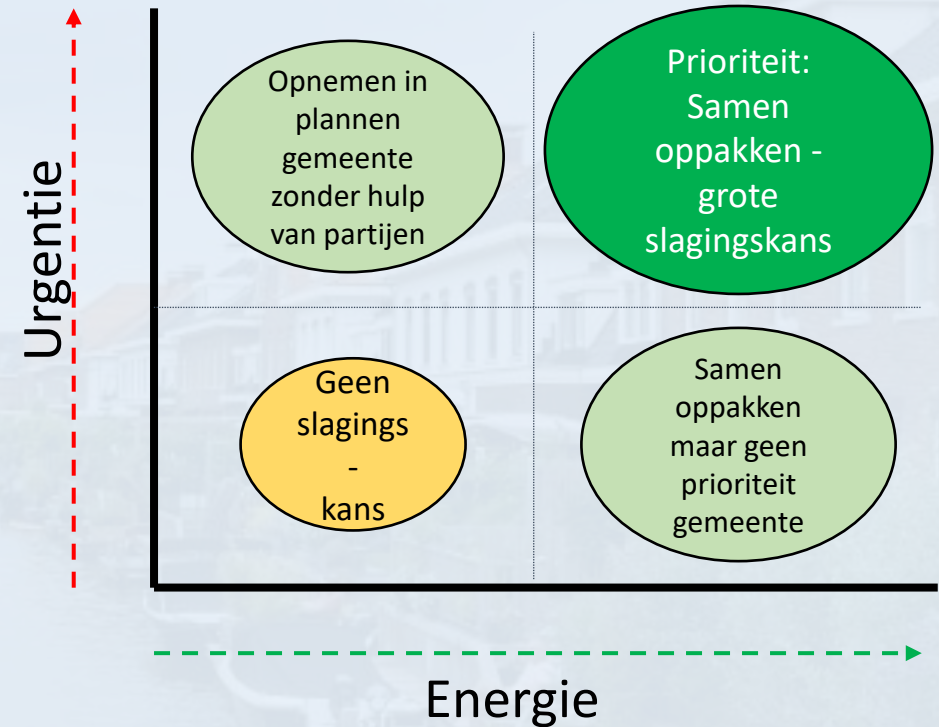 Urgentie
Opnemen in
plannen
gemeente
zonder hulp
van partijen
Prioriteit:
Samen
oppakken -
grote
slagingskans
Geen
slagings
-
kans
Samen
oppakken
maar geen
prioriteit
gemeente
Energie